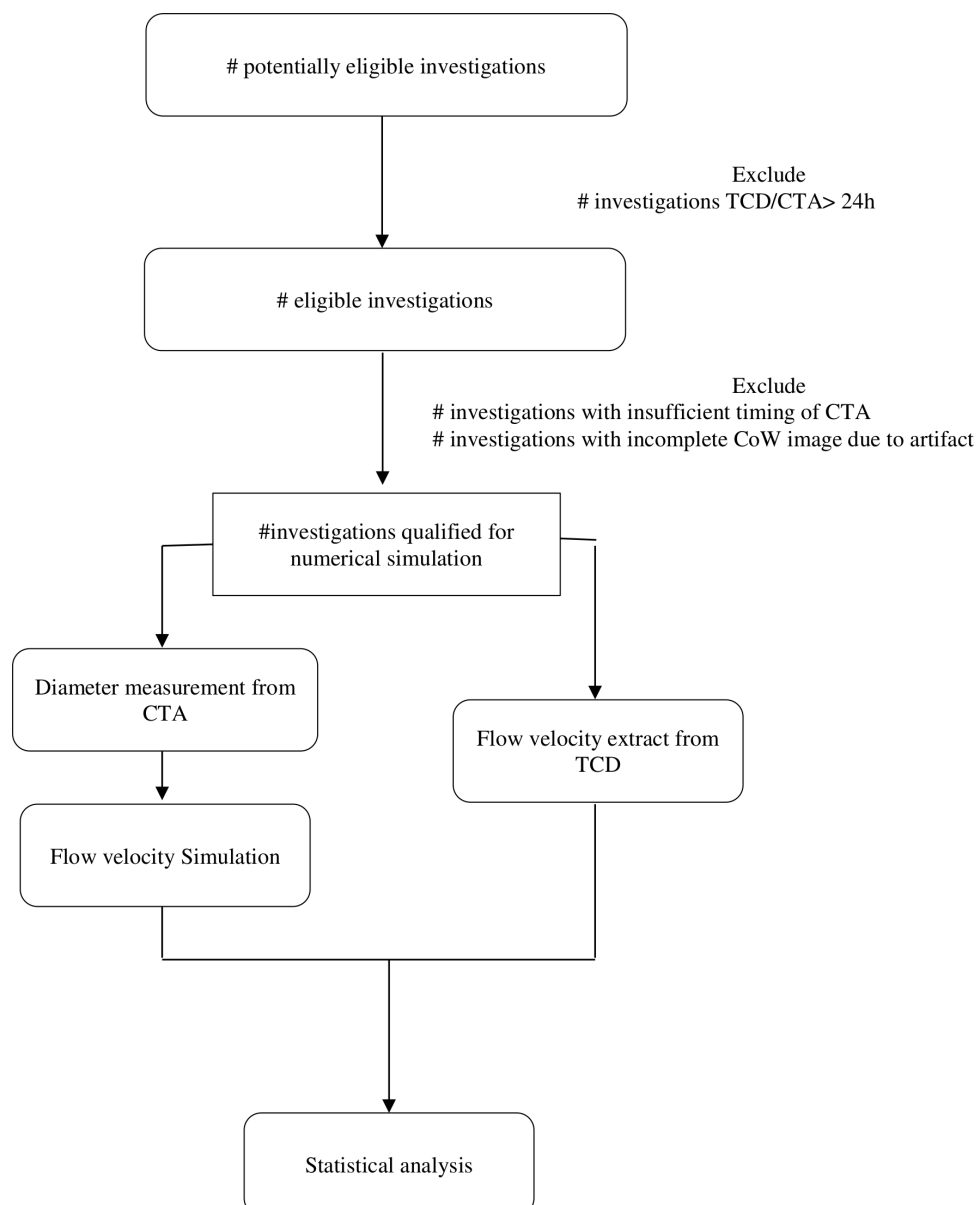 # potentially eligible investigations
Exclude
# investigations TCD/CTA> 24h
# eligible investigations
Exclude
# investigations with insufficient timing of CTA
# investigations with incomplete CoW image due to artifact
#investigations qualified for
numerical simulation
Diameter measurement from
CTA
Flow velocity extract from
TCD
Flow velocity Simulation
Statistical analysis